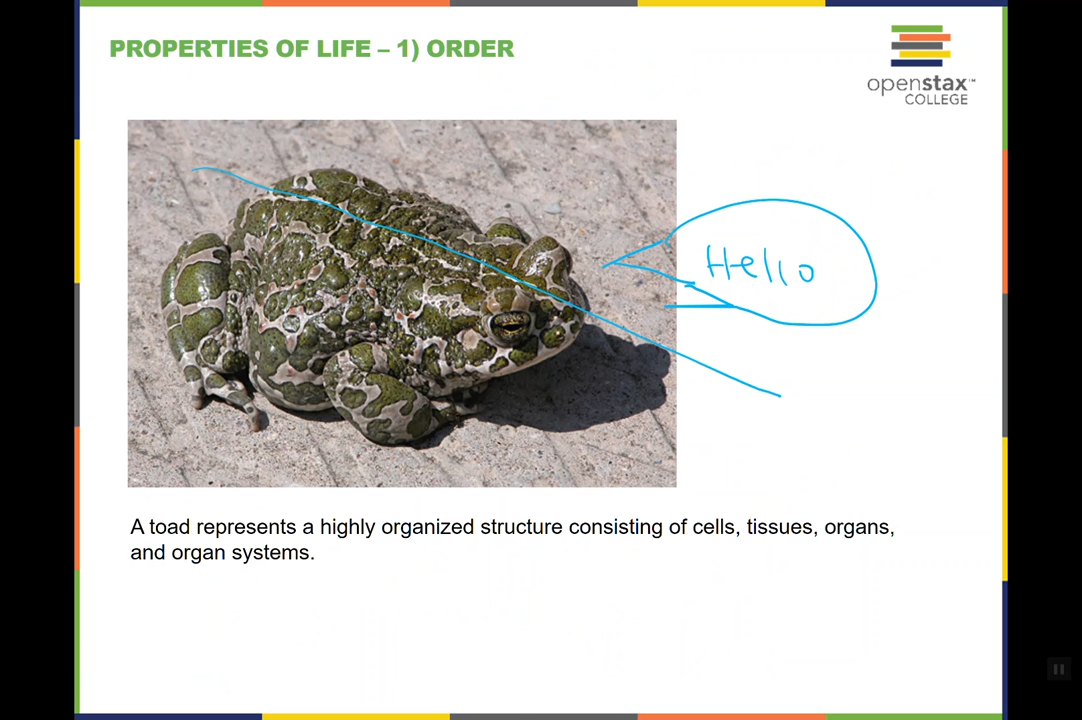 PROPERTIES OF LIFE – 1) ORDER
openstax™
COLLEGE
Hello
A toad represents a highly organized structure consisting of cells, tissues, organs,
and organ systems.